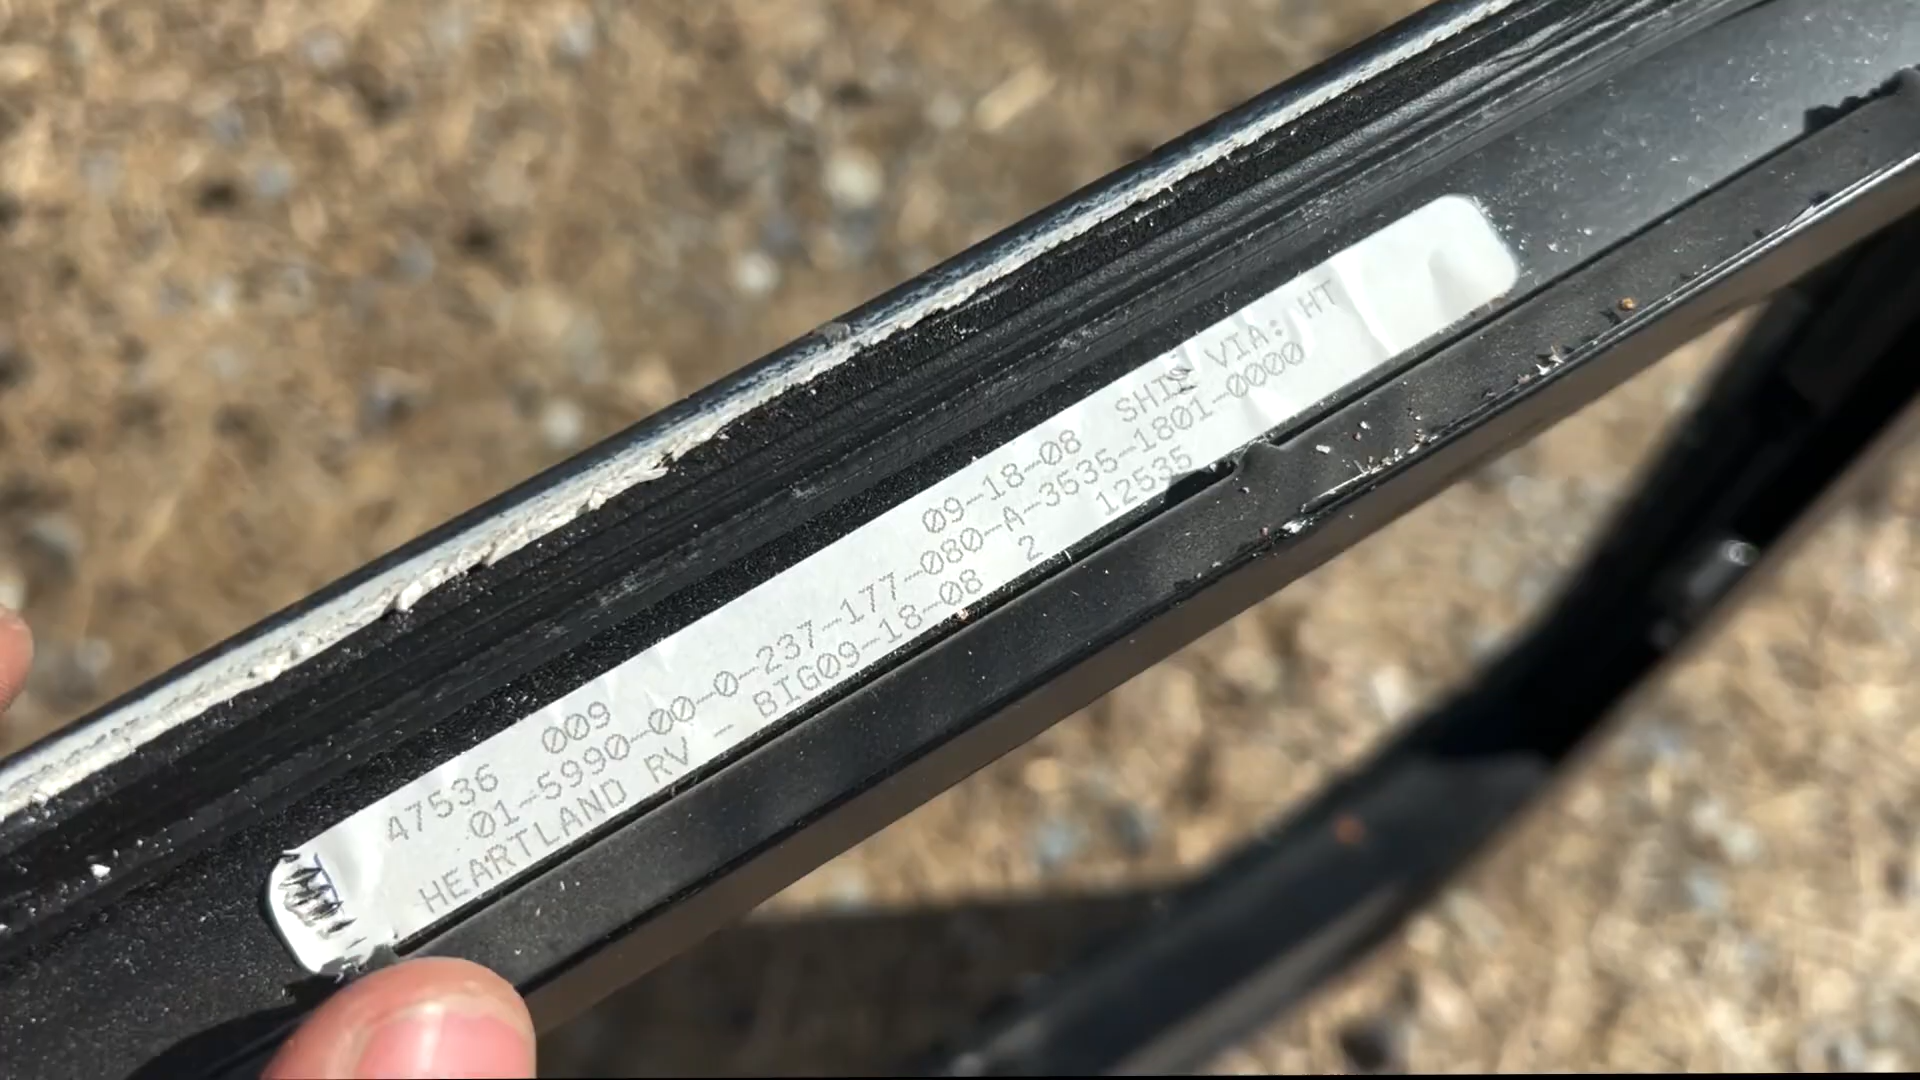 A7536 009 09-18-08 SHIP VIA: HT
01-5990-00-0-237-177-080-A-3535-1801-0000
HEARTLAND RV - BIG09-18-08 2 12535